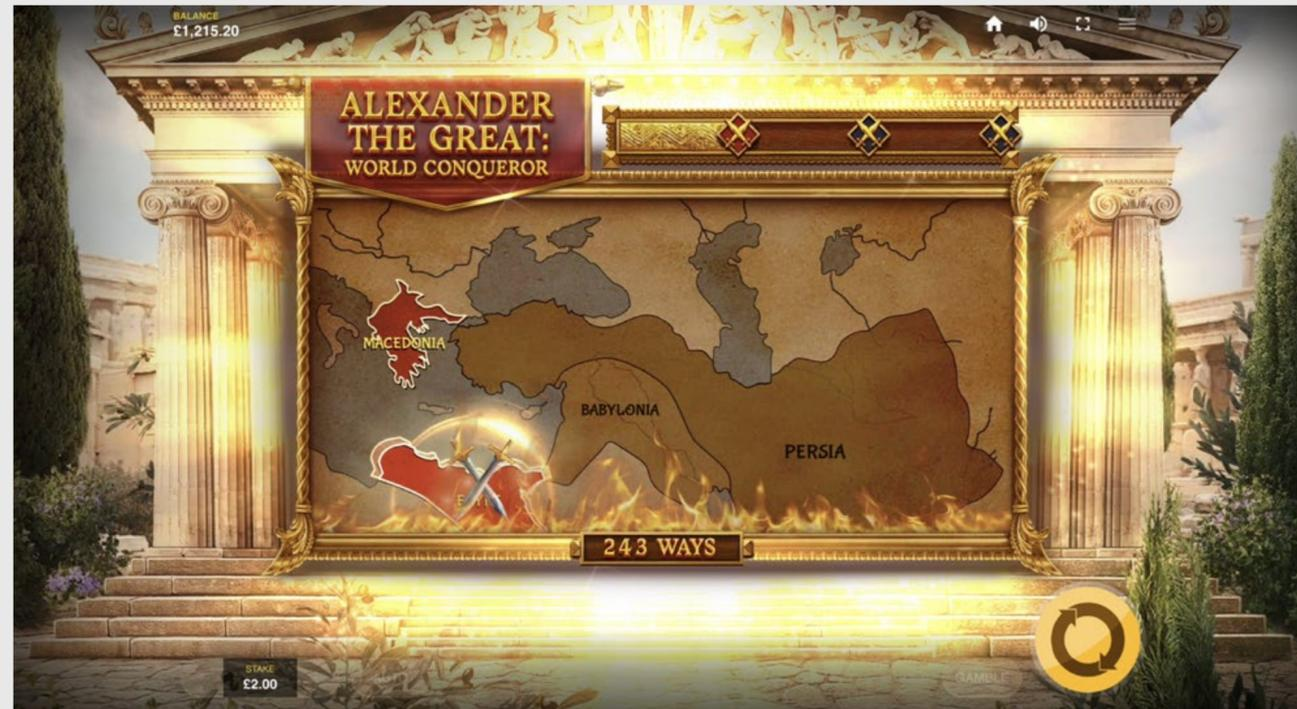 BALANCE
£1,215.20
ALEXANDER
THE GREAT:
WORLD CONQUEROR
MACEDONIA
BABYLONIA
PERSIA
243 WAYS
STAKE
£2.00
GAMBLE